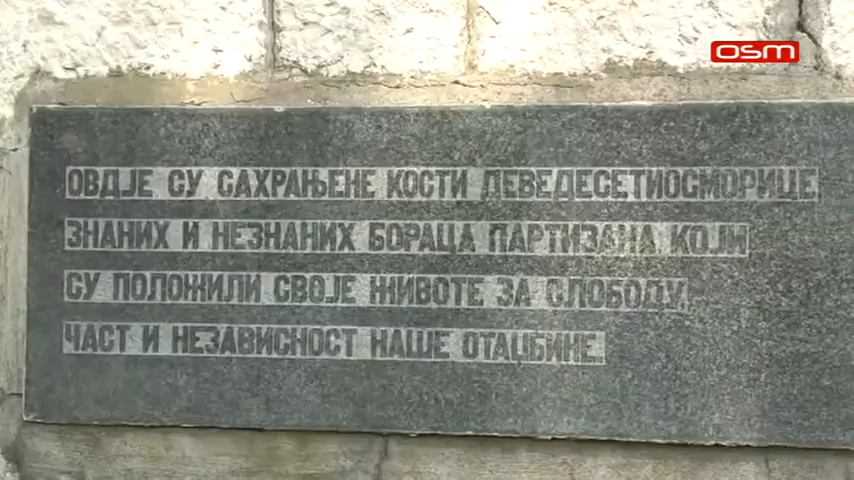 osm
ОВДЈЕ СУ САХРАЊЕНЕ КОСТИ ДЕВЕДЕСЕТИОСМОРИЦЕ
ЗНАНИХ И НЕЗНАНИХ БОРАЦА ПАРТИЗАНА КОЈИ
СУ ПОЛОЖИЛИ СВОЈЕ ЖИВОТЕ ЗА СЛОБОДУ,
ЧАСТ И НЕЗАВИСНОСТ НАШЕ ОТАЏБИНЕ.